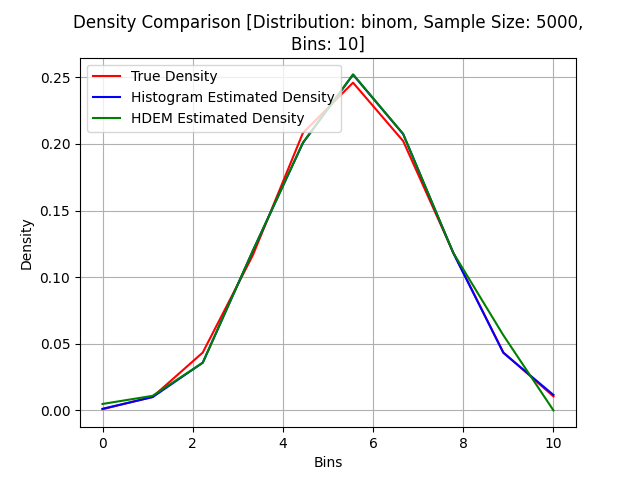 Density Comparison [Distribution: binom, Sample Size: 5000,
Bins: 10]
True Density
Histogram Estimated Density
HDEM Estimated Density
0.25
0.20
0.15
0.10
0.05
0.00
Density
0 2 4 6 8 10
Bins